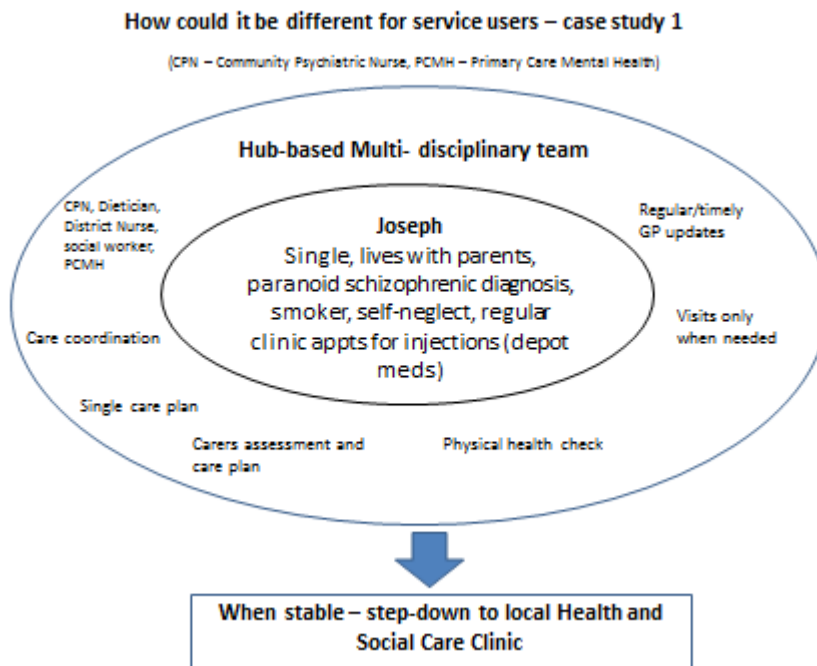 How could it be different for service users – case study 1
(CPN – Community Psychiatric Nurse, PCMH – Primary Care Mental Health)
Hub-based Multi- disciplinary team
CPN, Dietician,
District Nurse,
social worker,
PCMH
Joseph
Single, lives with parents,
paranoid schizophrenic diagnosis,
smoker, self-neglect, regular
clinic appts for injections (depot
meds)
Regular/timely
GP updates
Visits only
when needed
Care coordination
Single care plan
Carers assessment and
care plan
Physical health check
When stable – step-down to local Health and
Social Care Clinic